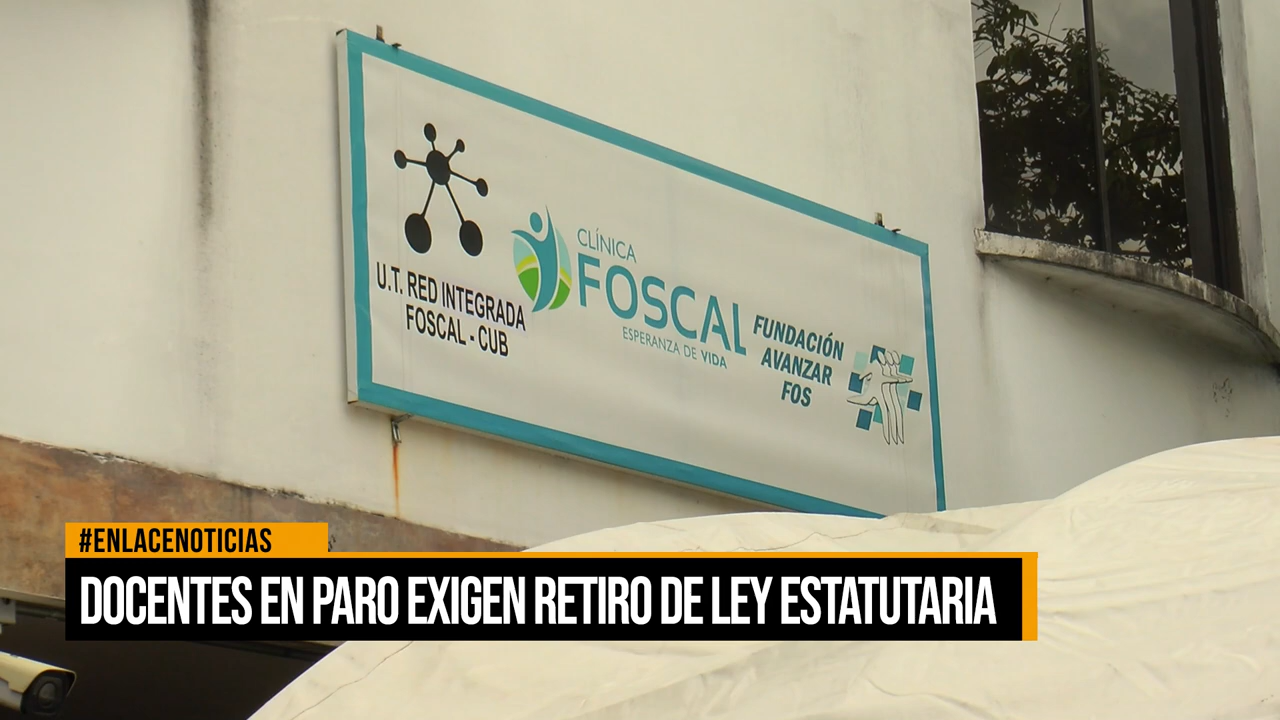 U.T. RED INTEGRADA
FOSCAL - CUB
CLÍNICA
FOSCAL
ESPERANZA DE VIDA
FUNDACIÓN
AVANZAR
FOS
#ENLACENOTICIAS
DOCENTES EN PARO EXIGEN RETIRO DE LEY ESTATUTARIA